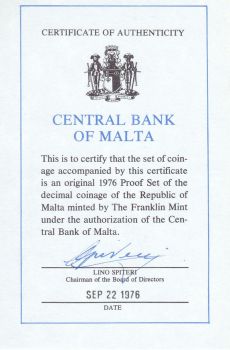 CERTIFICATE OF AUTHENTICITY
CENTRAL BANK
OF MALTA
This is to certify that the set of coin-
age accompanied by this certificate
is an original 1976 Proof Set of the
decimal coinage of the Republic of
Malta minted by The Franklin Mint
under the authorization of the Cen-
tral Bank of Malta.
LINO SPITERI
Chairman of the Board of Directors
SEP 22 1976
DATE